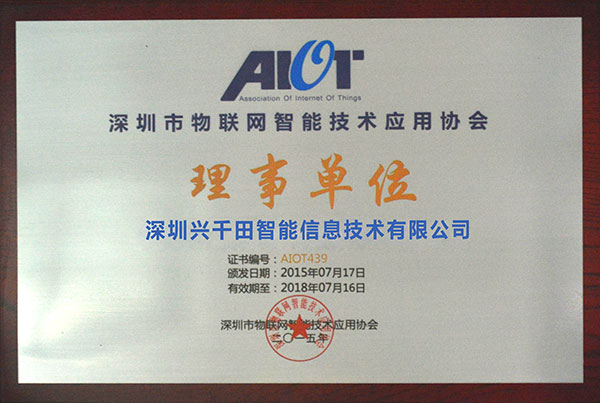 AIOT
Association Of Internet Of Things
深圳市物联网智能技术应用协会
理事单位
深圳兴千田智能信息技术有限公司
证书编号：AIOT439
颁发日期：2015年07月17日
有效期至：2018年07月16日
深圳市物联网智能技术应用协会
二〇一五年